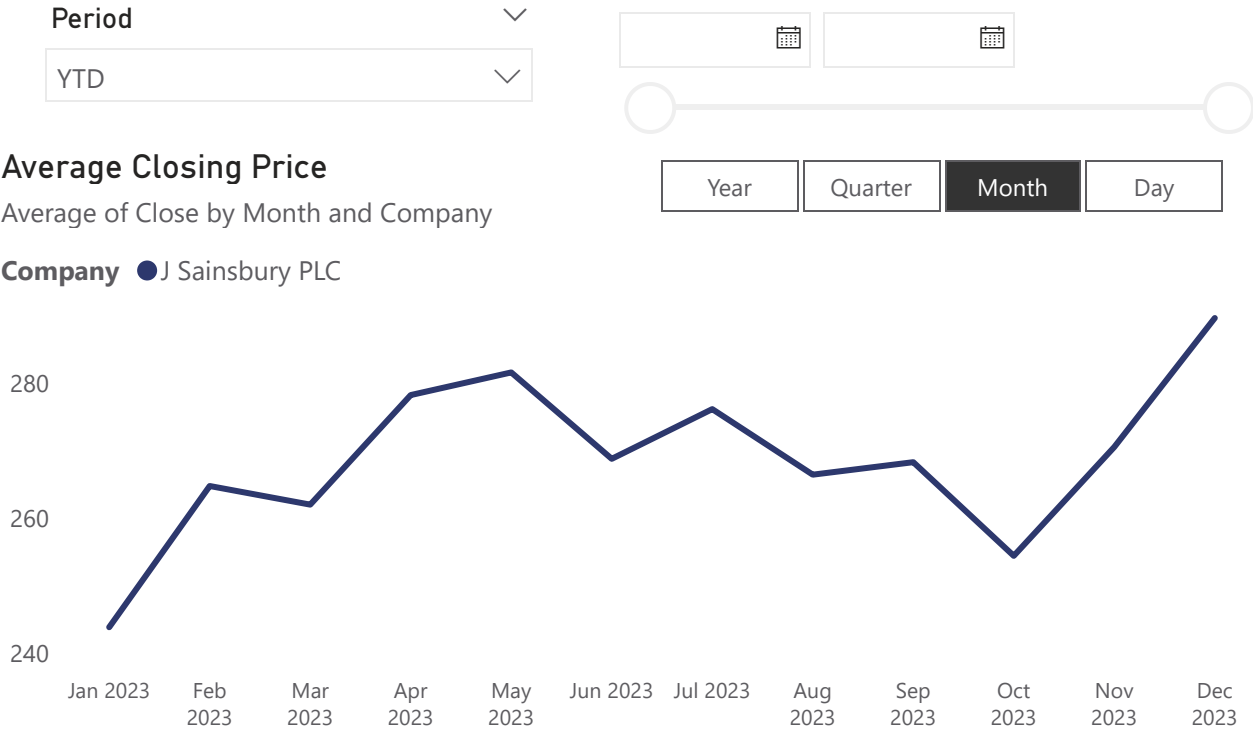 Period
YTD
Average Closing Price
Year Quarter Month Day
Average of Close by Month and Company
Company J Sainsbury PLC
280
260
240
Jan 2023 Feb 2023 Mar 2023 Apr 2023 May 2023 Jun 2023 Jul 2023 Aug 2023 Sep 2023 Oct 2023 Nov 2023 Dec 2023